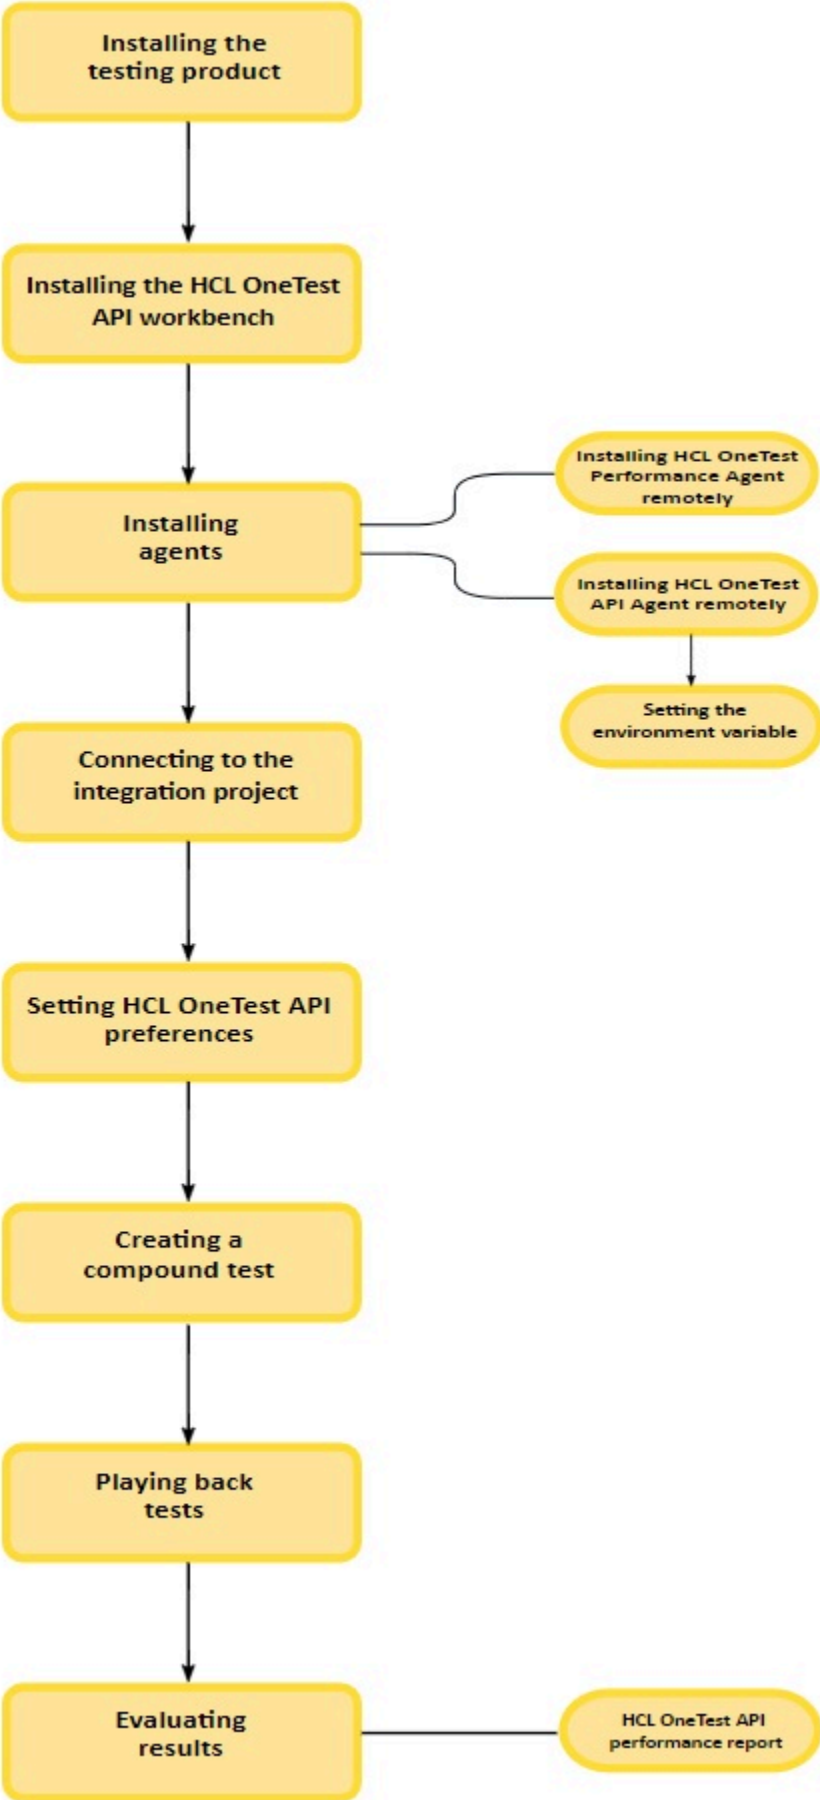 Installing the
testing product
Installing the HCL OneTest
API workbench
Installing
agents
Installing HCL OneTest
Performance Agent
remotely
Installing HCL OneTest
API Agent remotely
Setting the
environment variable
Connecting to the
integration project
Setting HCL OneTest API
preferences
Creating a
compound test
Playing back
tests
Evaluating
results
HCL OneTest API
performance report